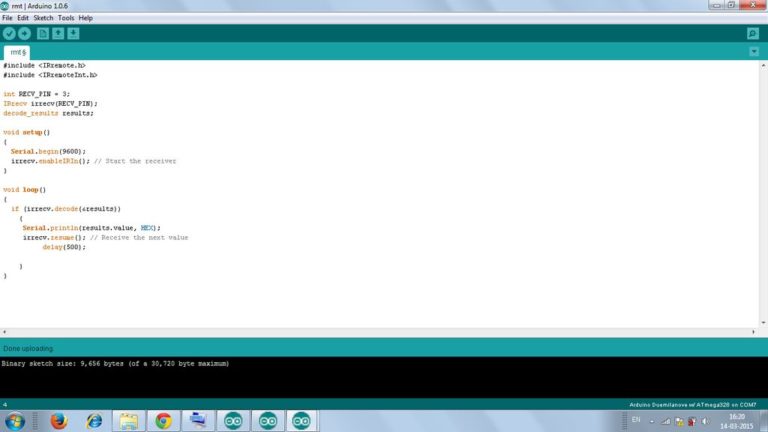 rmt | Arduino 1.0.6
File Edit Sketch Tools Help
rmt §
#include <IRremote.h>
#include <IRremoteInt.h>
int RECV_PIN = 3;
IRrecv irrecv(RECV_PIN);
decode_results results;
void setup()
{
Serial.begin(9600);
irrecv.enableIRIn(); // Start the receiver
}
void loop()
{
if (irrecv.decode(&results))
{
Serial.println(results.value, HEX);
irrecv.resume(); // Receive the next value
delay(500);
}
}
Done uploading.
Binary sketch size: 9,656 bytes (of a 30,720 byte maximum)
4
Arduino Duemilanove w/ ATmega328 on COM7
EN
16:20
14-03-2015